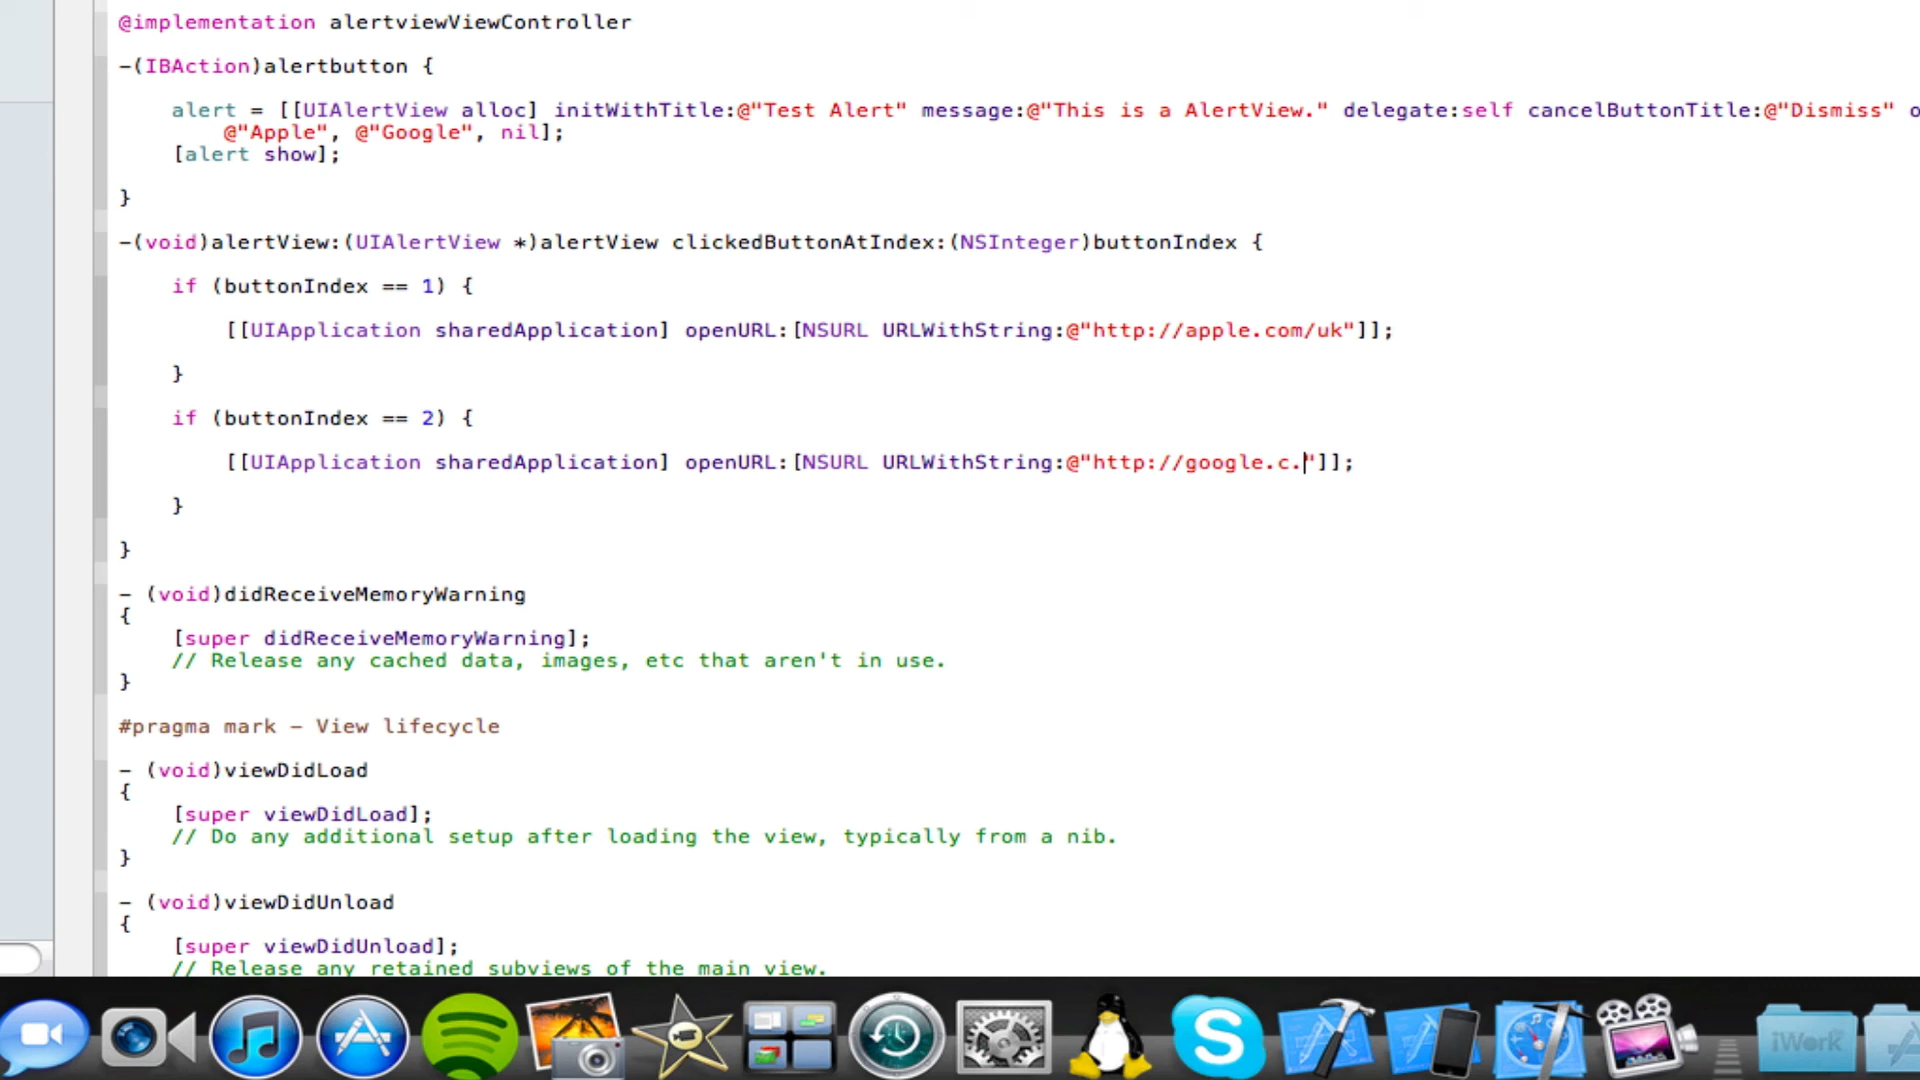 @implementation alertviewViewController
-(IBAction)alertbutton {
alert = [[UIAlertView alloc] initWithTitle:@"Test Alert" message:@"This is a AlertView." delegate:self cancelButtonTitle:@"Dismiss" o
@"Apple", @"Google", nil];
[alert show];
}
-(void)alertView:(UIAlertView *)alertView clickedButtonAtIndex:(NSInteger)buttonIndex {
if (buttonIndex == 1) {
[[UIApplication sharedApplication] openURL:[NSURL URLWithString:@"http://apple.com/uk"]];
}
if (buttonIndex == 2) {
[[UIApplication sharedApplication] openURL:[NSURL URLWithString:@"http://google.c."]];
}
}
- (void)didReceiveMemoryWarning
{
[super didReceiveMemoryWarning];
// Release any cached data, images, etc that aren't in use.
}
#pragma mark - View lifecycle
- (void)viewDidLoad
{
[super viewDidLoad];
// Do any additional setup after loading the view, typically from a nib.
}
- (void)viewDidUnload
{
[super viewDidUnload];
// Release any retained subviews of the main view.
iWork